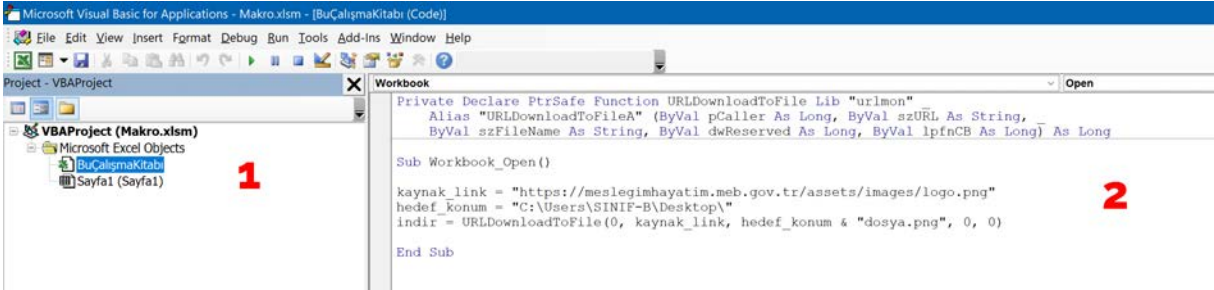 Microsoft Visual Basic for Applications - Makro.xlsm - [BuÇalışmaKitabı (Code)]
File Edit View Insert Format Debug Run Tools Add-Ins Window Help
Project - VBAProject
VBAProject (Makro.xlsm)
Microsoft Excel Objects
BuÇalışmaKitabı
Sayfa1 (Sayfa1)
1
Workbook
Open
Private Declare PtrSafe Function URLDownloadToFile Lib "urlmon" _
Alias "URLDownloadToFileA" (ByVal pCaller As Long, ByVal szURL As String, _
ByVal szFileName As String, ByVal dwReserved As Long, ByVal lpfnCB As Long) As Long
Sub Workbook_Open()
kaynak_link = "https://meslegimhayatim.meb.gov.tr/assets/images/logo.png"
hedef_konum = "C:\Users\SINIF-B\Desktop\"
indir = URLDownloadToFile(0, kaynak_link, hedef_konum & "dosya.png", 0, 0)
End Sub
2